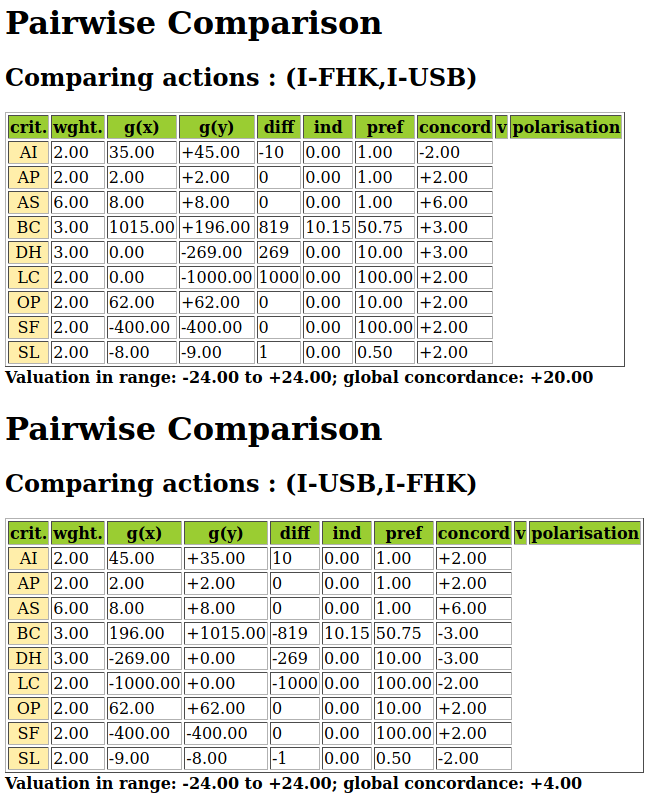 Pairwise Comparison
Comparing actions : (I-FHK,I-USB)
crit. wght. g(x) g(y) diff ind pref concord v polarisation
AI 2.00 35.00 +45.00 -10 0.00 1.00 -2.00
AP 2.00 2.00 +2.00 0 0.00 1.00 +2.00
AS 6.00 8.00 +8.00 0 0.00 1.00 +6.00
BC 3.00 1015.00 +196.00 819 10.15 50.75 +3.00
DH 3.00 0.00 -269.00 269 0.00 10.00 +3.00
LC 2.00 0.00 -1000.00 1000 0.00 100.00 +2.00
OP 2.00 62.00 +62.00 0 0.00 10.00 +2.00
SF 2.00 -400.00 -400.00 0 0.00 100.00 +2.00
SL 2.00 -8.00 -9.00 1 0.00 0.50 +2.00
Valuation in range: -24.00 to +24.00; global concordance: +20.00
Pairwise Comparison
Comparing actions : (I-USB,I-FHK)
crit. wght. g(x) g(y) diff ind pref concord v polarisation
AI 2.00 45.00 +35.00 10 0.00 1.00 +2.00
AP 2.00 2.00 +2.00 0 0.00 1.00 +2.00
AS 6.00 8.00 +8.00 0 0.00 1.00 +6.00
BC 3.00 196.00 +1015.00 -819 10.15 50.75 -3.00
DH 3.00 -269.00 +0.00 -269 0.00 10.00 -3.00
LC 2.00 -1000.00 +0.00 -1000 0.00 100.00 -2.00
OP 2.00 62.00 +62.00 0 0.00 10.00 +2.00
SF 2.00 -400.00 -400.00 0 0.00 100.00 +2.00
SL 2.00 -9.00 -8.00 -1 0.00 0.50 -2.00
Valuation in range: -24.00 to +24.00; global concordance: +4.00